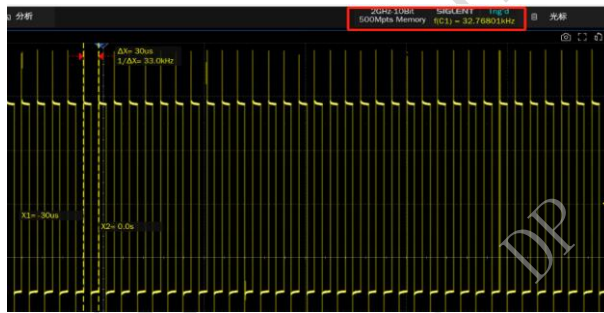 分析
2GHz-10Bit
500Mpts Memory
SIGLENT Trig'd
f(C1) = 32.76801kHz
光标
ΔX= 30us
1/ΔX= 33.0kHz
X1= -30us
X2= 0.0s
DP